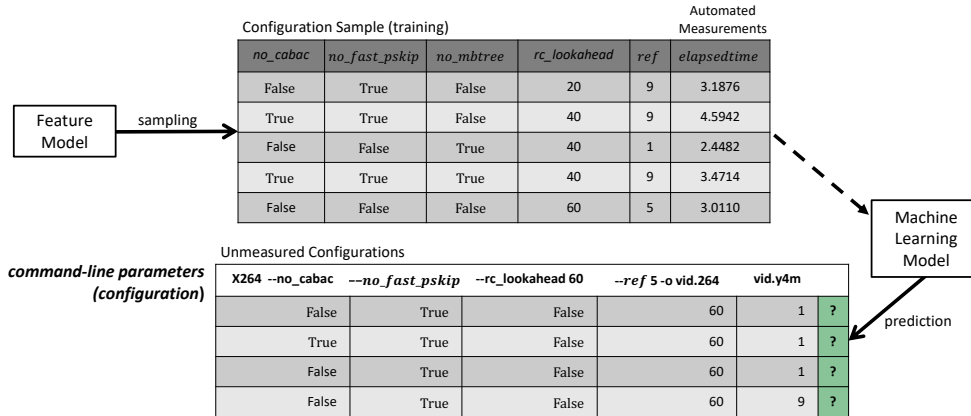 Configuration Sample (training)
Automated
Measurements
no_cabac no_fast_pskip no_mbtree rc_lookahead ref elapsedtime
False True False 20 9 3.1876
True True False 40 9 4.5942
False False True 40 1 2.4482
True True True 40 9 3.4714
False False False 60 5 3.0110
Feature
Model
sampling
Machine
Learning
Model
prediction
Unmeasured Configurations
command-line parameters
(configuration)
X264 --no_cabac --no_fast_pskip --rc_lookahead 60 --ref 5 -o vid.264 vid.y4m
False True False 60 1 ?
True True False 60 1 ?
False True False 60 1 ?
False True False 60 9 ?